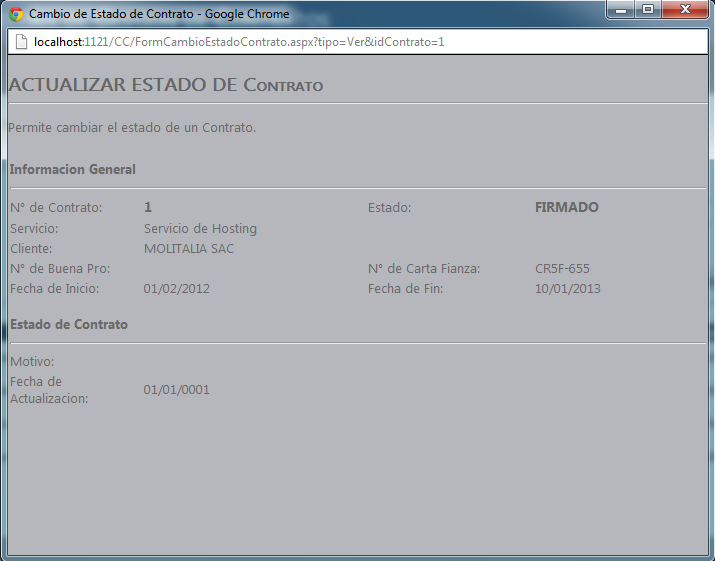 Cambio de Estado de Contrato - Google Chrome
localhost:1121/CC/FormCambioEstadoContrato.aspx?tipo=Ver&idContrato=1
ACTUALIZAR ESTADO DE CONTRATO
Permite cambiar el estado de un Contrato.
Informacion General
N° de Contrato: 1 Estado: FIRMADO
Servicio: Servicio de Hosting
Cliente: MOLITALIA SAC
N° de Buena Pro: N° de Carta Fianza: CR5F-655
Fecha de Inicio: 01/02/2012 Fecha de Fin: 10/01/2013
Estado de Contrato
Motivo:
Fecha de
Actualizacion: 01/01/0001